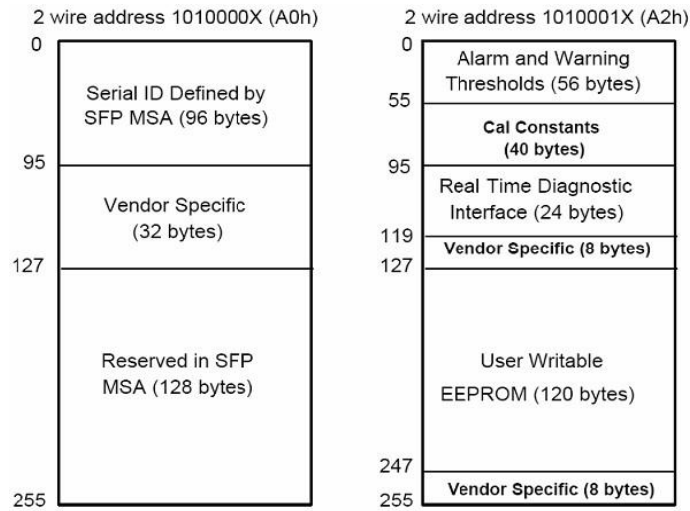 2 wire address 1010000X (A0h)
0
Serial ID Defined by
SFP MSA (96 bytes)
95
Vendor Specific
(32 bytes)
127
Reserved in SFP
MSA (128 bytes)
255
2 wire address 1010001X (A2h)
0
Alarm and Warning
Thresholds (56 bytes)
55
Cal Constants
(40 bytes)
95
Real Time Diagnostic
Interface (24 bytes)
119
Vendor Specific (8 bytes)
127
User Writable
EEPROM (120 bytes)
247
Vendor Specific (8 bytes)
255